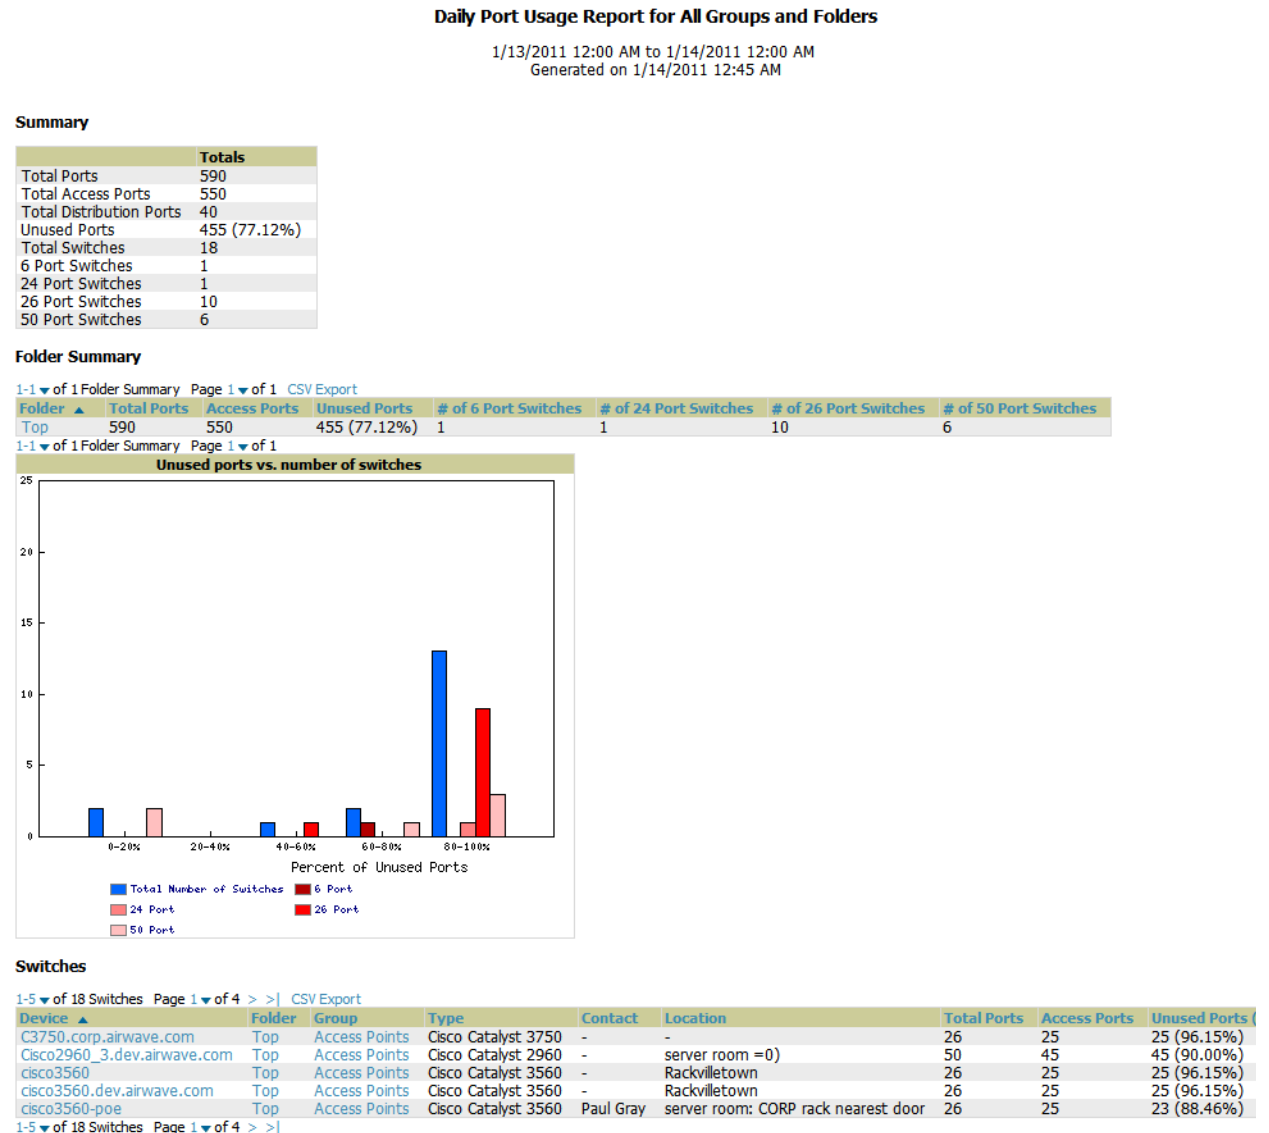 Daily Port Usage Report for All Groups and Folders
1/13/2011 12:00 AM to 1/14/2011 12:00 AM
Generated on 1/14/2011 12:45 AM
Summary
Totals
Total Ports 590
Total Access Ports 550
Total Distribution Ports 40
Unused Ports 455 (77.12%)
Total Switches 18
6 Port Switches 1
24 Port Switches 1
26 Port Switches 10
50 Port Switches 6
Folder Summary
1-1 ▼ of 1 Folder Summary Page 1 ▼ of 1 CSV Export
Folder ▲ Total Ports Access Ports Unused Ports # of 6 Port Switches # of 24 Port Switches # of 26 Port Switches # of 50 Port Switches
Top 590 550 455 (77.12%) 1 1 10 6
1-1 ▼ of 1 Folder Summary Page 1 ▼ of 1
Unused ports vs. number of switches
25
20
15
10
5
0
0-20% 20-40% 40-60% 60-80% 80-100%
Percent of Unused Ports
Total Number of Switches 6 Port
24 Port 26 Port
50 Port
Switches
1-5 ▼ of 18 Switches Page 1 ▼ of 4 > >| CSV Export
Device ▲ Folder Group Type Contact Location Total Ports Access Ports Unused Ports (
C3750.corp.airwave.com Top Access Points Cisco Catalyst 3750 - - 26 25 25 (96.15%)
Cisco2960_3.dev.airwave.com Top Access Points Cisco Catalyst 2960 - server room =0) 50 45 45 (90.00%)
cisco3560 Top Access Points Cisco Catalyst 3560 - Rackvilletown 26 25 25 (96.15%)
cisco3560.dev.airwave.com Top Access Points Cisco Catalyst 3560 - Rackvilletown 26 25 25 (96.15%)
cisco3560-poe Top Access Points Cisco Catalyst 3560 Paul Gray server room: CORP rack nearest door 26 25 23 (88.46%)
1-5 ▼ of 18 Switches Page 1 ▼ of 4 > >|